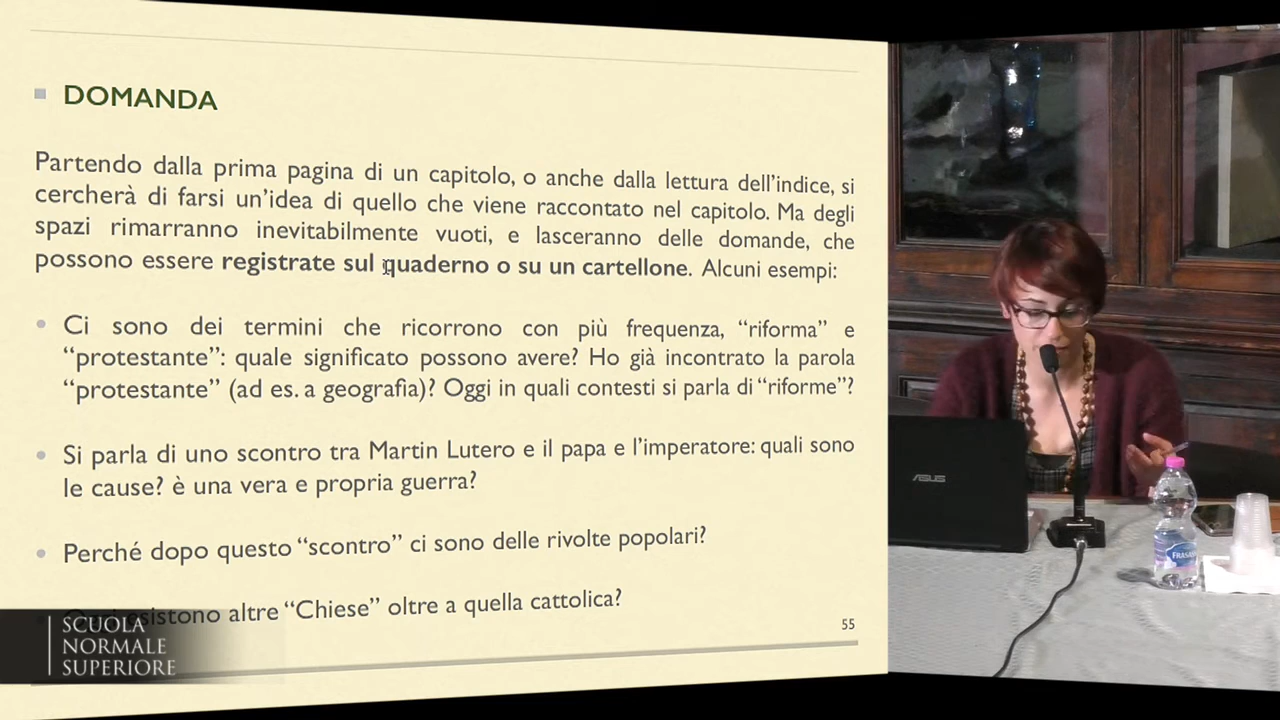 DOMANDA
Partendo dalla prima pagina di un capitolo, o anche dalla lettura dell'indice, si
cercherà di farsi un'idea di quello che viene raccontato nel capitolo. Ma degli
spazi rimarranno inevitabilmente vuoti, e lasceranno delle domande, che
possono essere registrate sul quaderno o su un cartellone. Alcuni esempi:
Ci sono dei termini che ricorrono con più frequenza, “riforma” e
“protestante”: quale significato possono avere? Ho già incontrato la parola
“protestante” (ad es. a geografia)? Oggi in quali contesti si parla di “riforme”?
Si parla di uno scontro tra Martin Lutero e il papa e l'imperatore: quali sono
le cause? è una vera e propria guerra?
Perché dopo questo “scontro” ci sono delle rivolte popolari?
Oggi esistono altre “Chiese” oltre a quella cattolica?
55
SCUOLA
NORMALE
SUPERIORE
ASUS